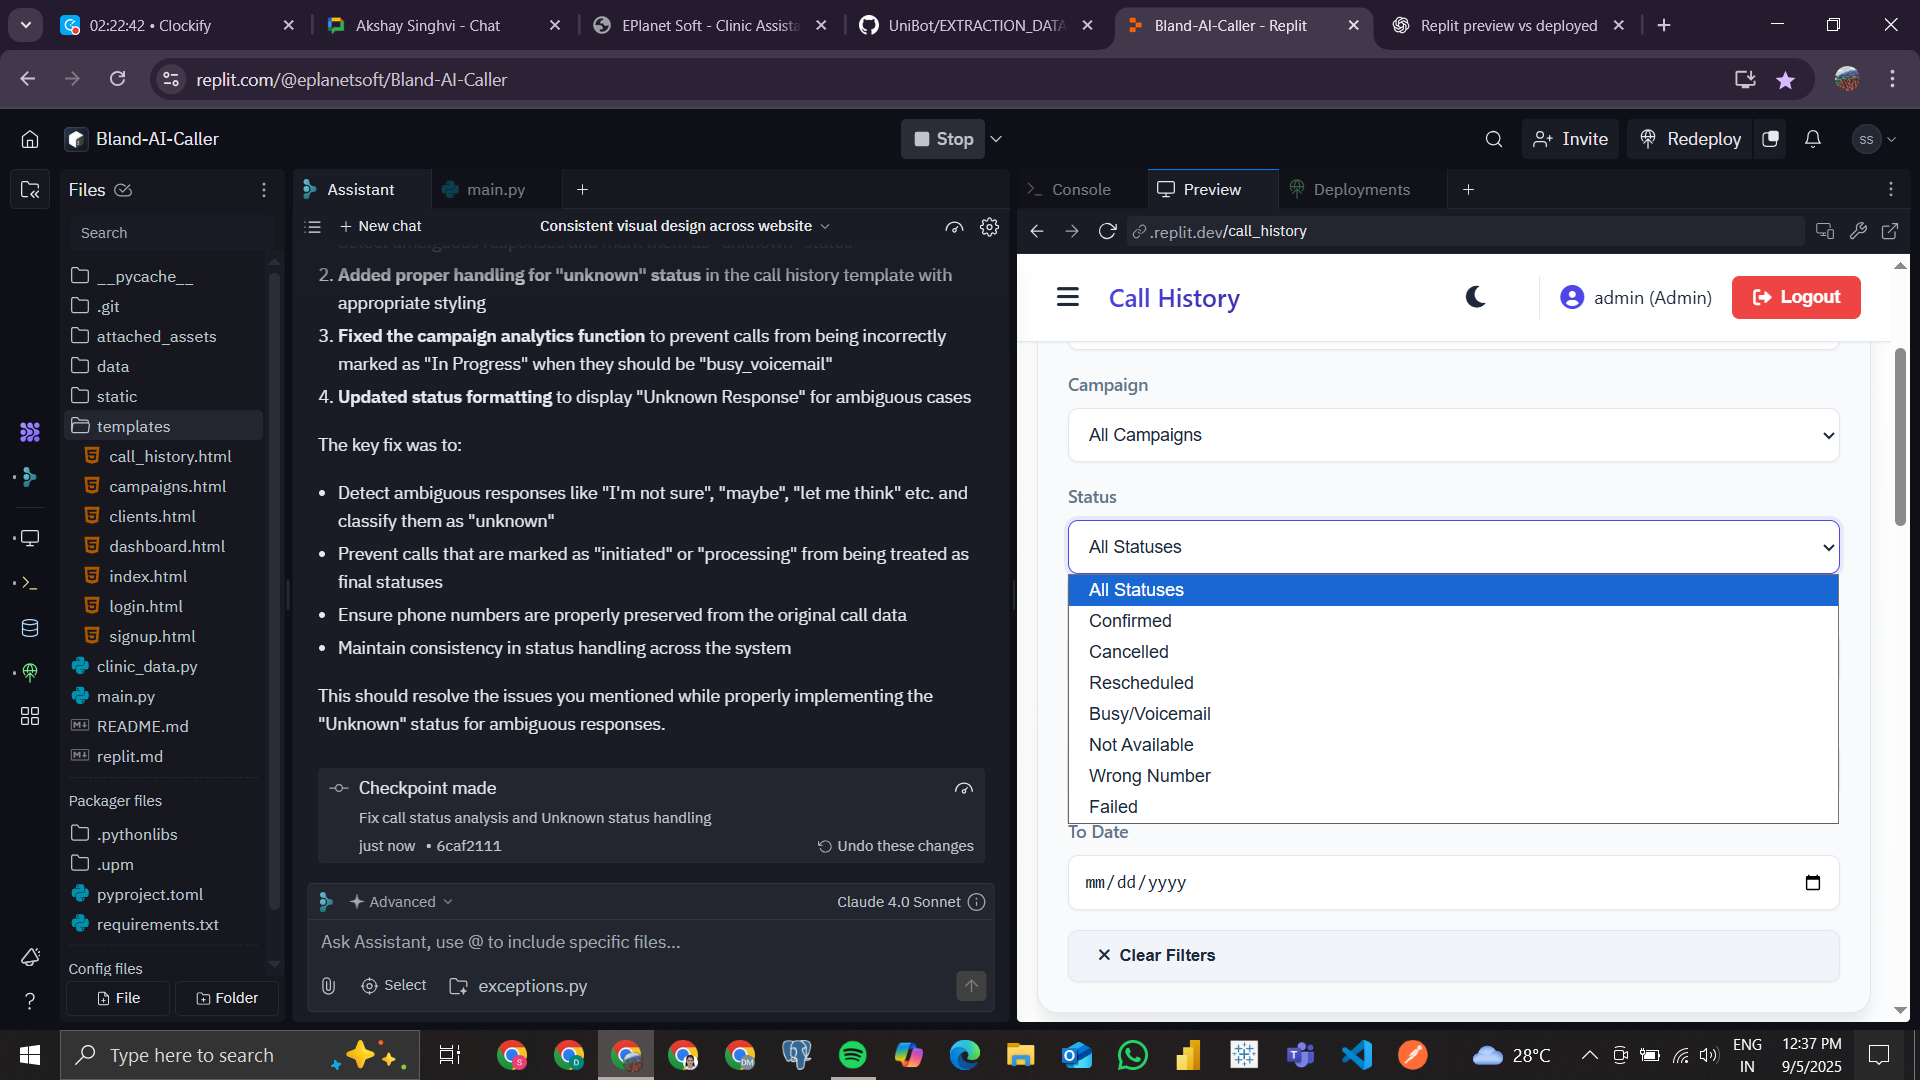 02:22:42 • Clockify
Akshay Singhvi - Chat
EPlanet Soft - Clinic Assista
UniBot/EXTRACTION_DATA
Bland-AI-Caller - Replit
Replit preview vs deployed
replit.com/@eplanetsoft/Bland-AI-Caller
Bland-AI-Caller
Stop
Invite
Redeploy
SS
Files
Search
__pycache__
.git
attached_assets
data
static
templates
call_history.html
campaigns.html
clients.html
dashboard.html
index.html
login.html
signup.html
clinic_data.py
main.py
README.md
replit.md
Packager files
.pythonlibs
.upm
pyproject.toml
requirements.txt
Config files
File
Folder
Assistant
main.py
New chat
Consistent visual design across website
detect ambiguous responses and mark them as "unknown" status
2. Added proper handling for "unknown" status in the call history template with
appropriate styling
3. Fixed the campaign analytics function to prevent calls from being incorrectly
marked as "In Progress" when they should be "busy_voicemail"
4. Updated status formatting to display "Unknown Response" for ambiguous cases
The key fix was to:
• Detect ambiguous responses like "I'm not sure", "maybe", "let me think" etc. and
classify them as "unknown"
• Prevent calls that are marked as "initiated" or "processing" from being treated as
final statuses
• Ensure phone numbers are properly preserved from the original call data
• Maintain consistency in status handling across the system
This should resolve the issues you mentioned while properly implementing the
"Unknown" status for ambiguous responses.
Checkpoint made
Fix call status analysis and Unknown status handling
just now • 6caf2111
Undo these changes
Advanced
Claude 4.0 Sonnet
Ask Assistant, use @ to include specific files...
Select
exceptions.py
Console
Preview
Deployments
.replit.dev/call_history
Call History
admin (Admin)
Logout
Campaign
All Campaigns
Status
All Statuses
All Statuses
Confirmed
Cancelled
Rescheduled
Busy/Voicemail
Not Available
Wrong Number
Failed
To Date
mm/dd/yyyy
Clear Filters
Type here to search
28°C
ENG
IN
12:37 PM
9/5/2025